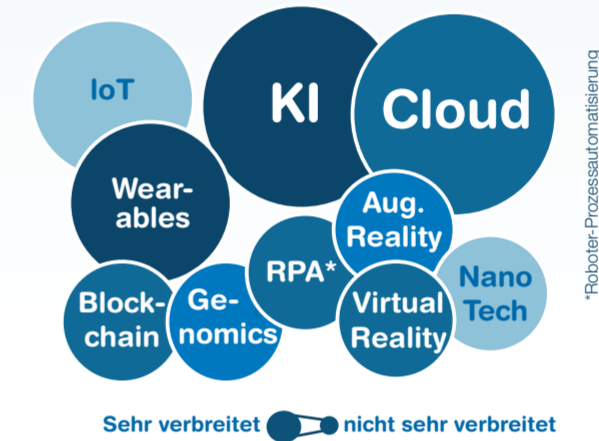 IoT
KI
Cloud
Wear-
ables
Aug.
Reality
RPA*
Block-
chain
Ge-
nomics
Virtual
Reality
Nano
Tech
*Roboter-Prozessautomatisierung
Sehr verbreitet nicht sehr verbreitet